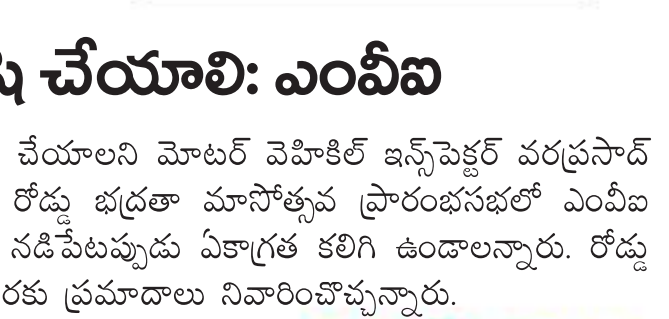 చేయాలి: ఎంవీఐ
చేయాలని మోటర్ వెహికిల్ ఇన్స్‌పెక్టర్ వరప్రసాద్
రోడ్డు భద్రతా మాసోత్సవ ప్రారంభసభలో ఎంవీఐ
నడిపేటప్పుడు ఏకాగ్రత కలిగి ఉండాలన్నారు. రోడ్డు
రకు ప్రమాదాలు నివారించొచ్చన్నారు.